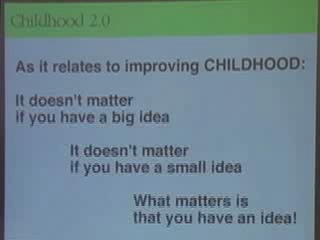 Childhood 2.0
As it relates to improving CHILDHOOD:
It doesn't matter
if you have a big idea
It doesn't matter
if you have a small idea
What matters is
that you have an idea!